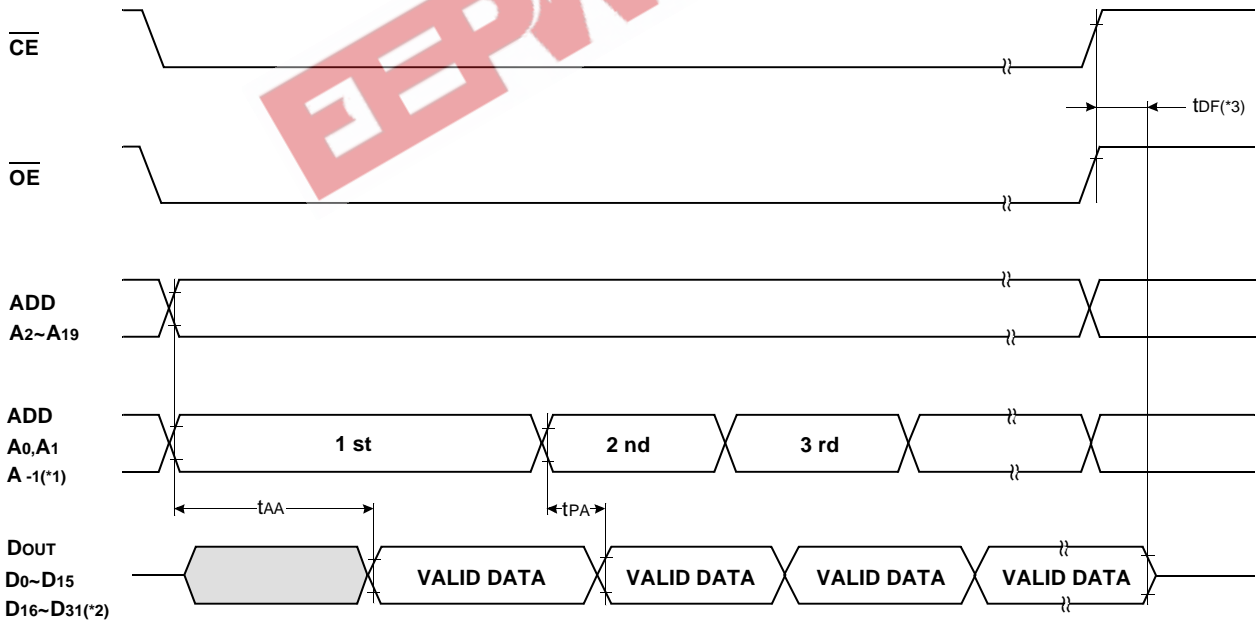 CE
tDF(*3)
OE
ADD
A2~A19
ADD
A0,A1
A -1(*1)
1 st
2 nd
3 rd
tAA
tPA
DOUT
D0~D15
D16~D31(*2)
VALID DATA
VALID DATA
VALID DATA
VALID DATA